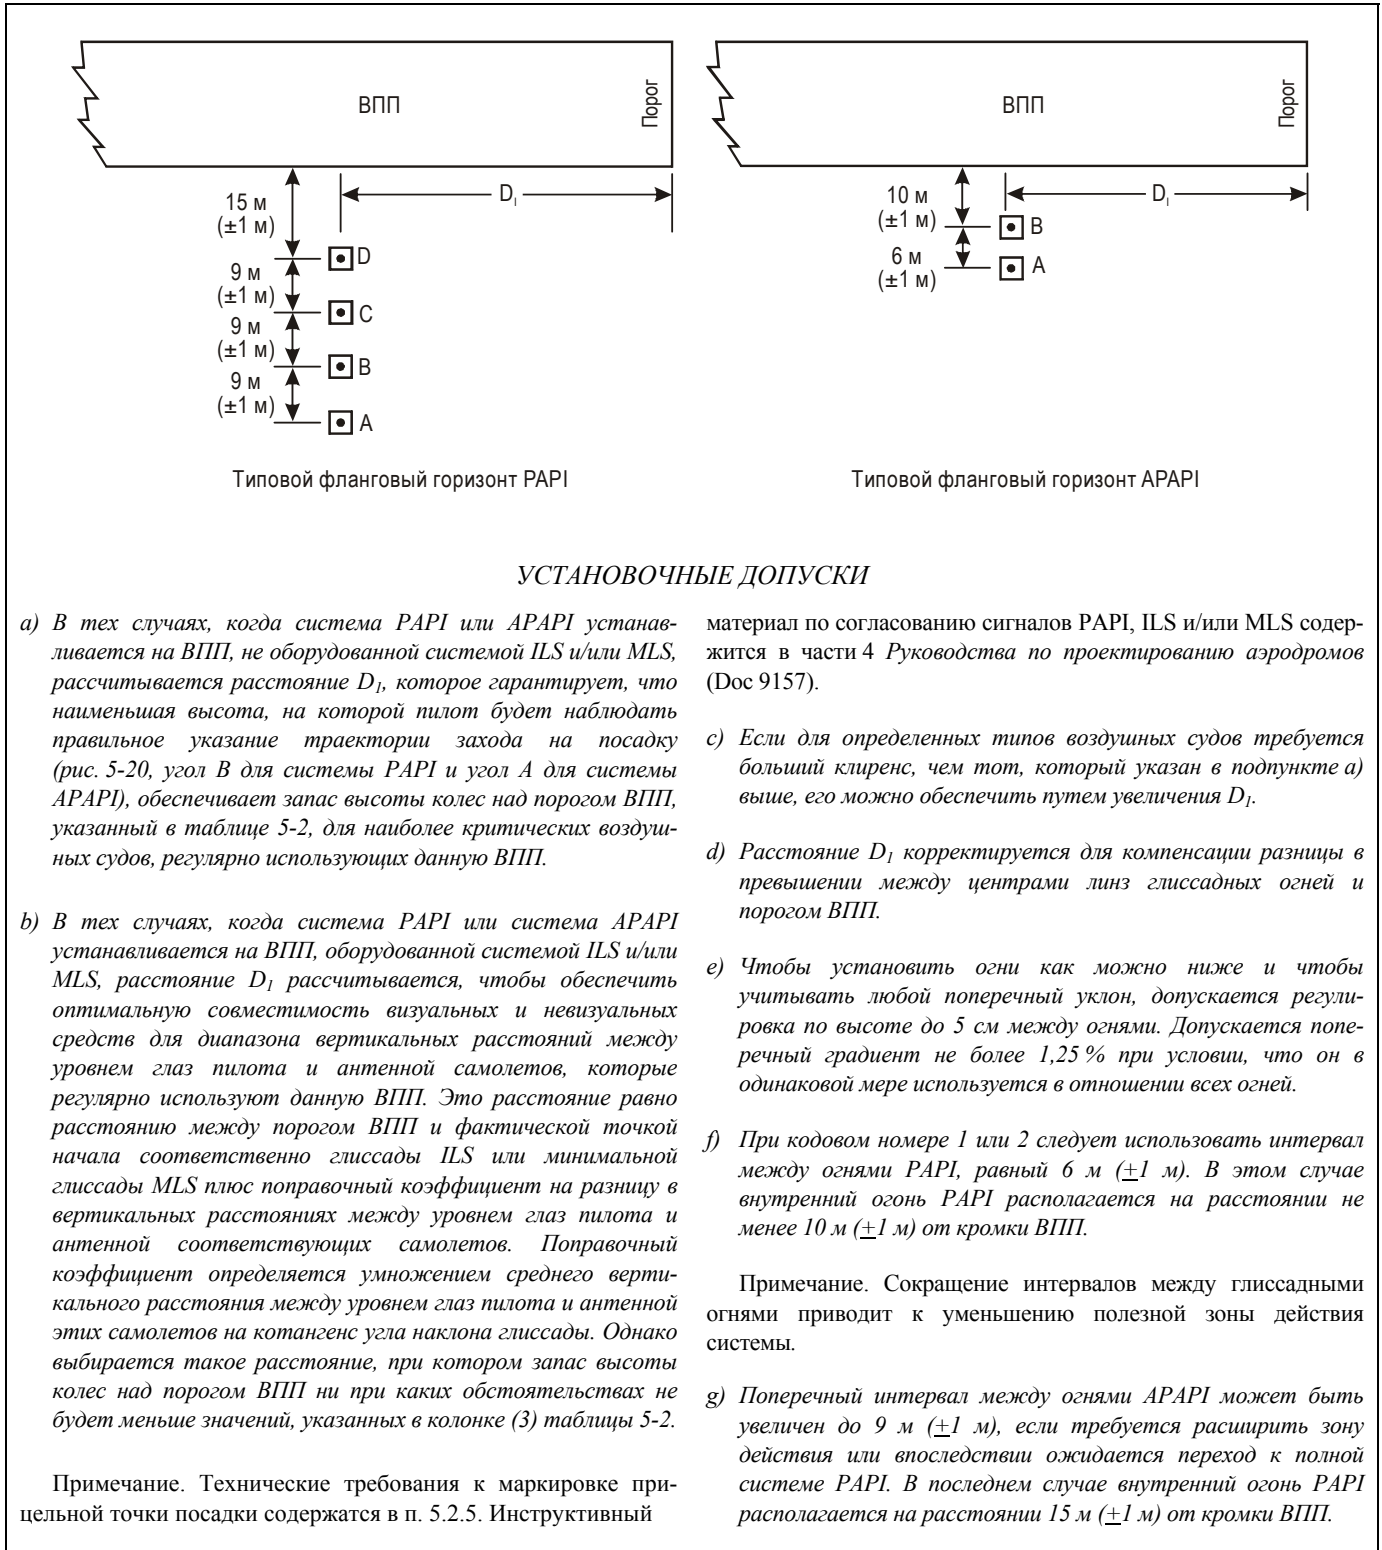 ВПП
Порог
15 м
(±1 м)
D₁
D
9 м
(±1 м)
C
9 м
(±1 м)
B
9 м
(±1 м)
A
Типовой фланговый горизонт PAPI
ВПП
Порог
10 м
(±1 м)
D₁
B
6 м
(±1 м)
A
Типовой фланговый горизонт APAPI
УСТАНОВОЧНЫЕ ДОПУСКИ
a) В тех случаях, когда система PAPI или APAPI устанав-
ливается на ВПП, не оборудованной системой ILS и/или MLS,
рассчитывается расстояние D₁, которое гарантирует, что
наименьшая высота, на которой пилот будет наблюдать
правильное указание траектории захода на посадку
(рис. 5-20, угол B для системы PAPI и угол A для системы
APAPI), обеспечивает запас высоты колес над порогом ВПП,
указанный в таблице 5-2, для наиболее критических воздуш-
ных судов, регулярно использующих данную ВПП.
b) В тех случаях, когда система PAPI или система APAPI
устанавливается на ВПП, оборудованной системой ILS и/или
MLS, расстояние D₁ рассчитывается, чтобы обеспечить
оптимальную совместимость визуальных и невизуальных
средств для диапазона вертикальных расстояний между
уровнем глаз пилота и антенной самолетов, которые
регулярно используют данную ВПП. Это расстояние равно
расстоянию между порогом ВПП и фактической точкой
начала соответственно глиссады ILS или минимальной
глиссады MLS плюс поправочный коэффициент на разницу в
вертикальных расстояниях между уровнем глаз пилота и
антенной соответствующих самолетов. Поправочный
коэффициент определяется умножением среднего верти-
кального расстояния между уровнем глаз пилота и антенной
этих самолетов на котангенс угла наклона глиссады. Однако
выбирается такое расстояние, при котором запас высоты
колес над порогом ВПП ни при каких обстоятельствах не
будет меньше значений, указанных в колонке (3) таблицы 5-2.
Примечание. Технические требования к маркировке при-
цельной точки посадки содержатся в п. 5.2.5. Инструктивный
материал по согласованию сигналов PAPI, ILS и/или MLS содер-
жится в части 4 Руководства по проектированию аэродромов
(Doc 9157).
c) Если для определенных типов воздушных судов требуется
больший клиренс, чем тот, который указан в подпункте a)
выше, его можно обеспечить путем увеличения D₁.
d) Расстояние D₁ корректируется для компенсации разницы в
превышении между центрами линз глиссадных огней и
порогом ВПП.
e) Чтобы установить огни как можно ниже и чтобы
учитывать любой поперечный уклон, допускается регули-
ровка по высоте до 5 см между огнями. Допускается попе-
речный градиент не более 1,25 % при условии, что он в
одинаковой мере используется в отношении всех огней.
f) При кодовом номере 1 или 2 следует использовать интервал
между огнями PAPI, равный 6 м (±1 м). В этом случае
внутренний огонь PAPI располагается на расстоянии не
менее 10 м (±1 м) от кромки ВПП.
Примечание. Сокращение интервалов между глиссадными
огнями приводит к уменьшению полезной зоны действия
системы.
g) Поперечный интервал между огнями APAPI может быть
увеличен до 9 м (±1 м), если требуется расширить зону
действия или впоследствии ожидается переход к полной
системе PAPI. В последнем случае внутренний огонь PAPI
располагается на расстоянии 15 м (±1 м) от кромки ВПП.